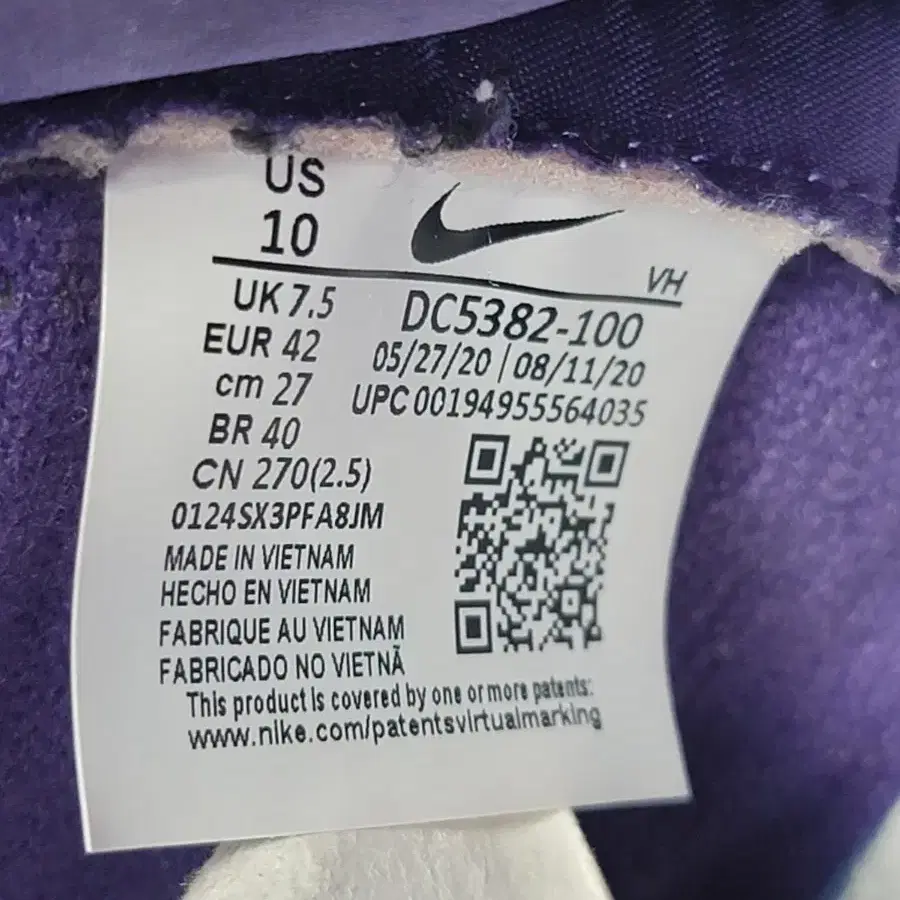 US
10
VH
UK 7.5
EUR 42
cm 27
BR 40
CN 270(2.5)
DC5382-100
05/27/20 | 08/11/20
UPC 00194955564035
0124SX3PFA8JM
MADE IN VIETNAM
HECHO EN VIETNAM
FABRIQUE AU VIETNAM
FABRICADO NO VIETNÃ
This product is covered by one or more patents:
www.nike.com/patentsvirtualmarking